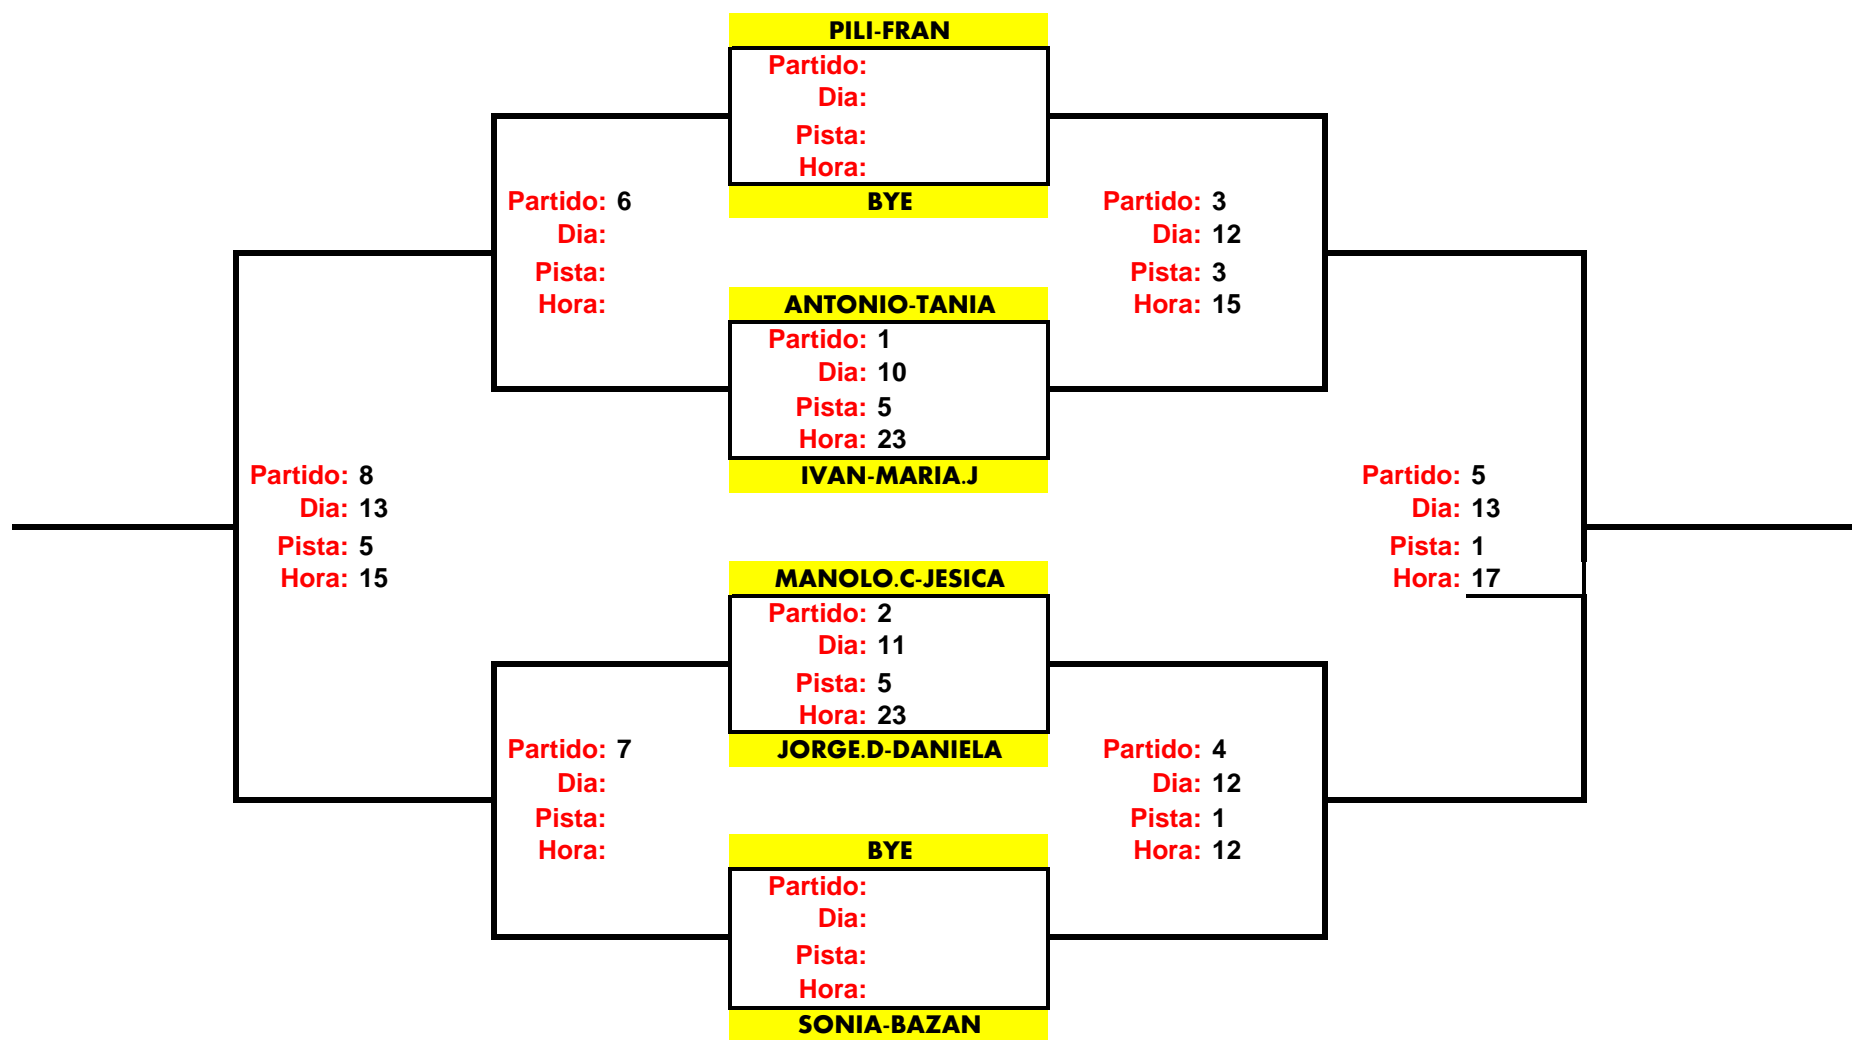 PILI-FRAN
Partido:
Dia:
Pista:
Hora:
BYE
Partido: 6
Dia:
Pista:
Hora:
Partido: 3
Dia: 12
Pista: 3
Hora: 15
ANTONIO-TANIA
Partido: 1
Dia: 10
Pista: 5
Hora: 23
IVAN-MARIA.J
Partido: 8
Dia: 13
Pista: 5
Hora: 15
Partido: 5
Dia: 13
Pista: 1
Hora: 17
MANOLO.C-JESICA
Partido: 2
Dia: 11
Pista: 5
Hora: 23
JORGE.D-DANIELA
Partido: 7
Dia:
Pista:
Hora:
Partido: 4
Dia: 12
Pista: 1
Hora: 12
BYE
Partido:
Dia:
Pista:
Hora:
SONIA-BAZAN